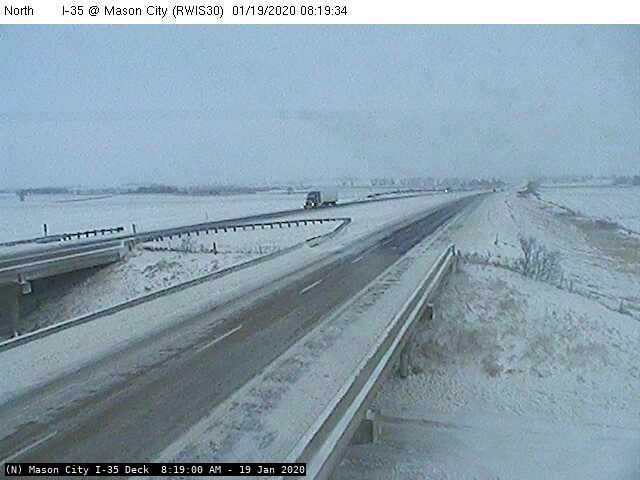 North I-35 @ Mason City (RWIS30) 01/19/2020 08:19:34
(N) Mason City I-35 Deck 8:19:00 AM - 19 Jan 2020